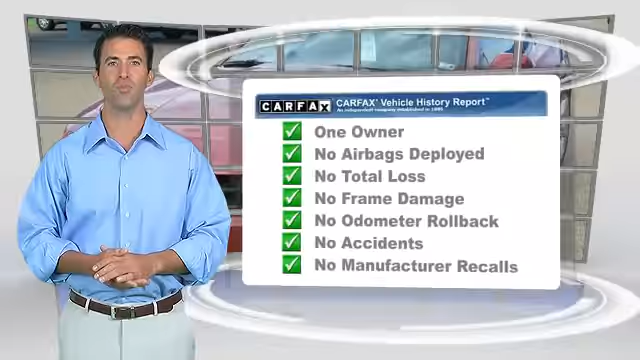 CARFAX CARFAX® Vehicle History Report™
An independent company established in 1986
One Owner
No Airbags Deployed
No Total Loss
No Frame Damage
No Odometer Rollback
No Accidents
No Manufacturer Recalls